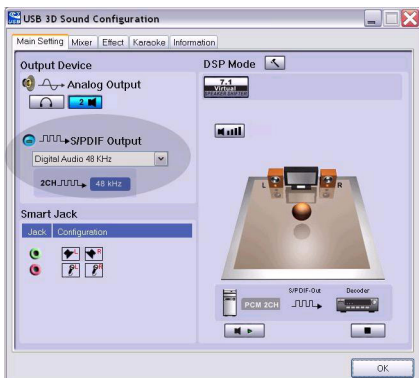 USB 3D Sound Configuration
Main Setting Mixer Effect Karaoke Information
Output Device
Analog Output
2
S/PDIF Output
Digital Audio 48 KHz
2CH 48 kHz
Smart Jack
Jack Configuration
L R
L R
DSP Mode
7.1
Virtual
SPEAKER SHIFTER
L R
S/PDIF-Out Decoder
PCM 2CH
OK